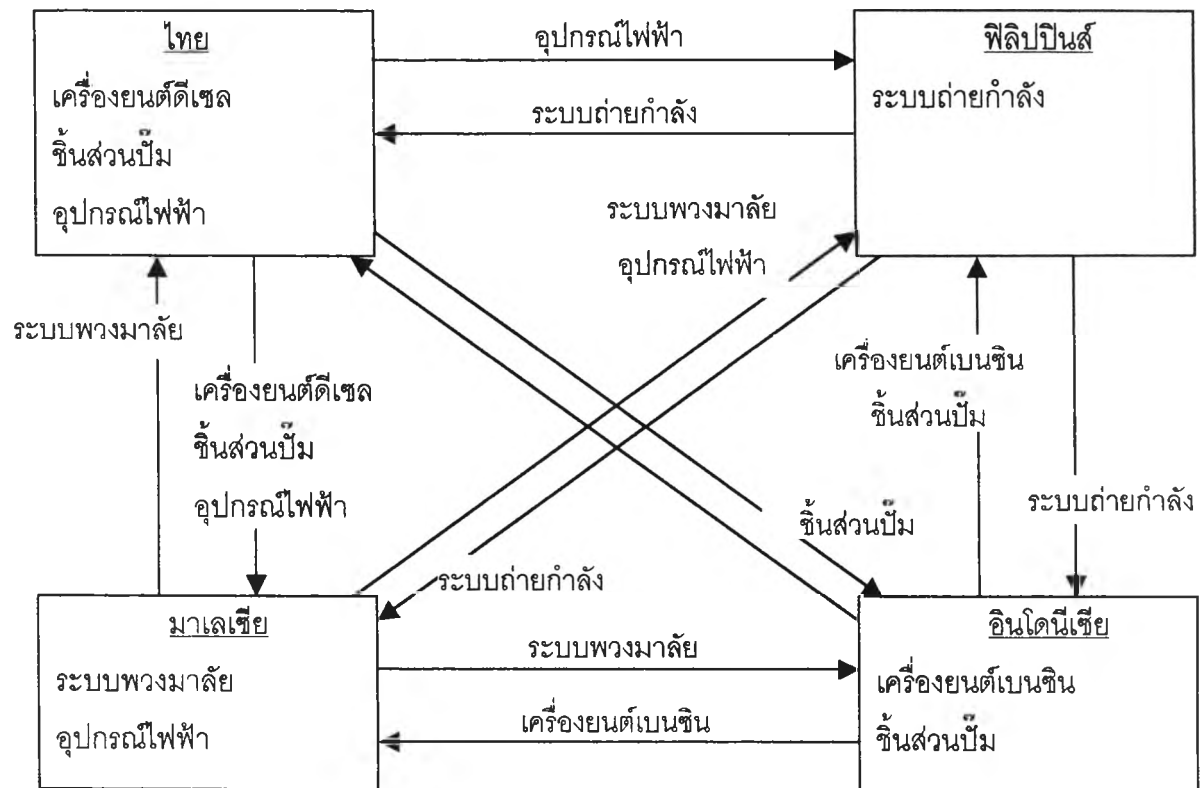 ไทย
เครื่องยนต์ดีเซล
ชิ้นส่วนปั๊ม
อุปกรณ์ไฟฟ้า
อุปกรณ์ไฟฟ้า
ระบบถ่ายกำลัง
ฟิลิปปินส์
ระบบถ่ายกำลัง
ระบบพวงมาลัย
อุปกรณ์ไฟฟ้า
ระบบพวงมาลัย
เครื่องยนต์ดีเซล
ชิ้นส่วนปั๊ม
อุปกรณ์ไฟฟ้า
เครื่องยนต์เบนซิน
ชิ้นส่วนปั๊ม
ระบบถ่ายกำลัง
ชิ้นส่วนปั๊ม
ระบบถ่ายกำลัง
มาเลเซีย
ระบบพวงมาลัย
อุปกรณ์ไฟฟ้า
ระบบพวงมาลัย
เครื่องยนต์เบนซิน
อินโดนีเซีย
เครื่องยนต์เบนซิน
ชิ้นส่วนปั๊ม